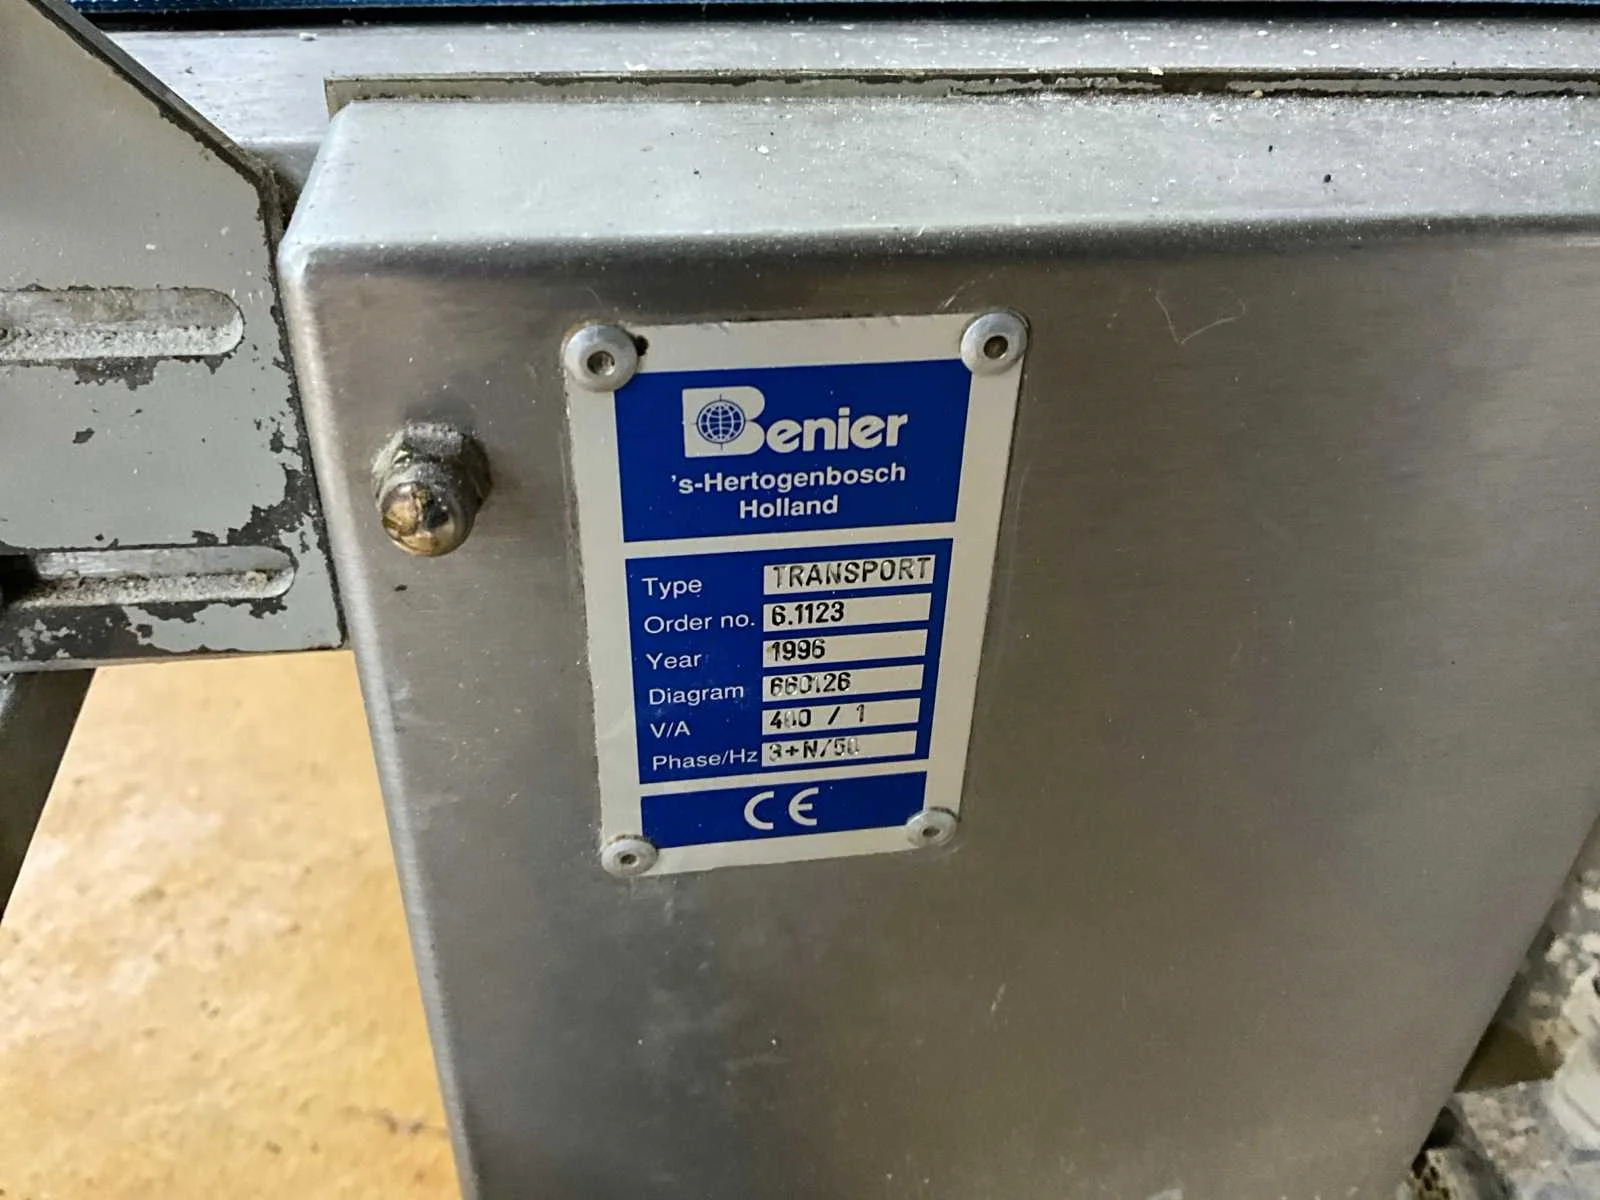 Benier
's-Hertogenbosch
Holland
Type TRANSPORT
Order no. 6.1123
Year 1996
Diagram 660126
V/A 400 / 1
Phase/Hz 3+N/50
CE